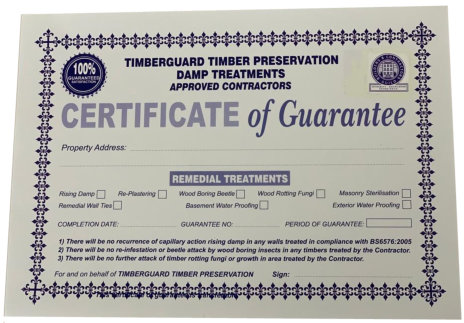 TIMBERGUARD TIMBER PRESERVATION
DAMP TREATMENTS
APPROVED CONTRACTORS
100%
GUARANTEED
SATISFACTION
CERTIFICATE of Guarantee
Property Address:
REMEDIAL TREATMENTS
Rising Damp Re-Plastering Wood Boring Beetle Wood Rotting Fungi Masonry Sterilisation
Remedial Wall Ties Basement Water Proofing Exterior Water Proofing
COMPLETION DATE: GUARANTEE NO: PERIOD OF GUARANTEE:
1) There will be no recurrence of capillary action rising damp in any walls treated in compliance with BS6576:2005
2) There will be no re-infestation or beetle attack by wood boring insects in any timbers treated by the Contractor.
3) There will be no further attack of timber rotting fungi or growth in area treated by the Contractor.
For and on behalf of TIMBERGUARD TIMBER PRESERVATION Sign: